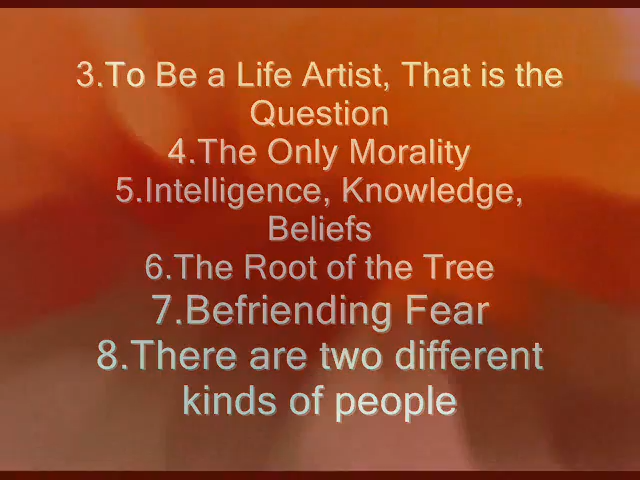 3.To Be a Life Artist, That is the
Question
4.The Only Morality
5.Intelligence, Knowledge,
Beliefs
6.The Root of the Tree
7.Befriending Fear
8.There are two different
kinds of people